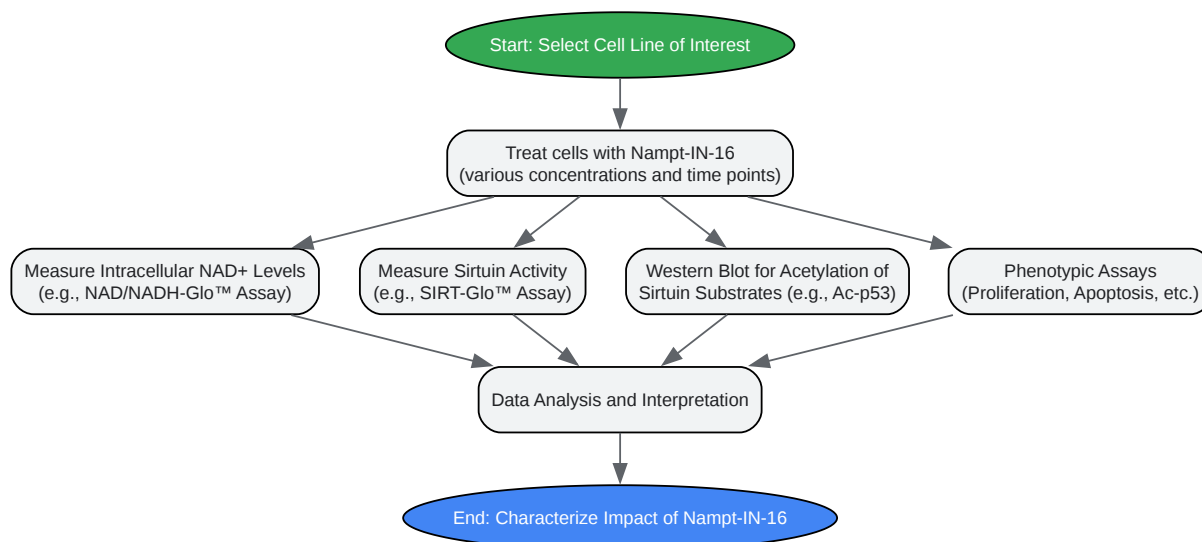 Start: Select Cell Line of Interest
Treat cells with Nampt-IN-16
(various concentrations and time points)
Measure Intracellular NAD+ Levels
(e.g., NAD/NADH-Glo™ Assay)
Measure Sirtuin Activity
(e.g., SIRT-Glo™ Assay)
Western Blot for Acetylation of
Sirtuin Substrates (e.g., Ac-p53)
Phenotypic Assays
(Proliferation, Apoptosis, etc.)
Data Analysis and Interpretation
End: Characterize Impact of Nampt-IN-16